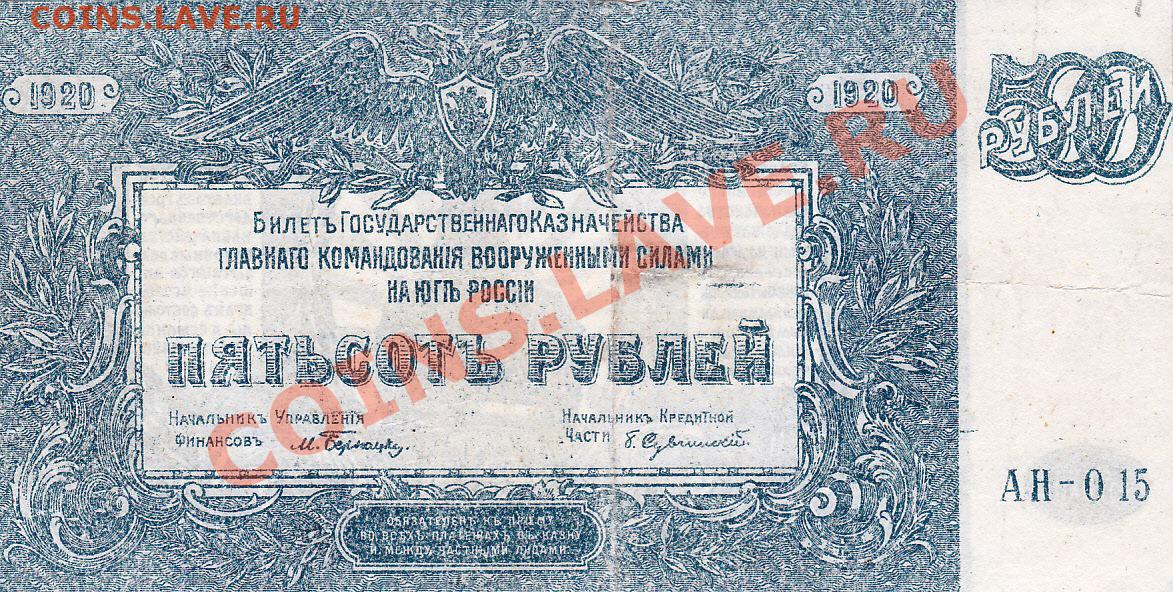 COINS.LAVE.RU
1920
1920
500
РУБЛЕЙ
БИЛЕТЪ ГОСУДАРСТВЕННАГО КАЗНАЧЕЙСТВА
ГЛАВНАГО КОМАНДОВАНІЯ ВООРУЖЕННЫМИ СИЛАМИ
НА ЮГѢ РОССІИ
ПЯТЬСОТЪ РУБЛЕЙ
НАЧАЛЬНИКЪ УПРАВЛЕНІЯ
ФИНАНСОВЪ
НАЧАЛЬНИКЪ КРЕДИТНОЙ
ЧАСТИ
АН-015
ОБЯЗАТЕЛЕНЪ КЪ ПРІЕМУ
ВО ВСѢХЪ ПЛАТЕЖАХЪ ВЪ КАЗНУ
И МЕЖДУ ЧАСТНЫМИ ЛИЦАМИ.
COINS.LAVE.RU